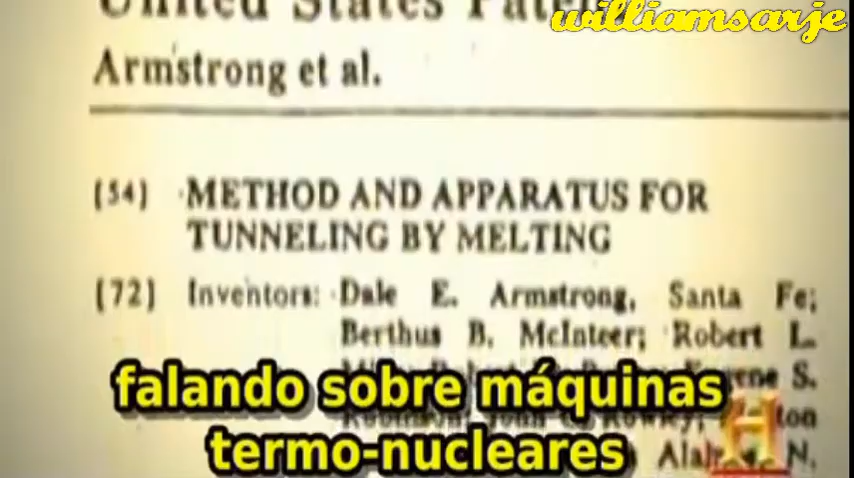 United States Paten
williamsarje
Armstrong et al.
[54] METHOD AND APPARATUS FOR
TUNNELING BY MELTING
[72] Inventors: Dale E. Armstrong, Santa Fe;
Berthus B. McInteer; Robert L.
S.
falando sobre máquinas
termo-nucleares
N.
H